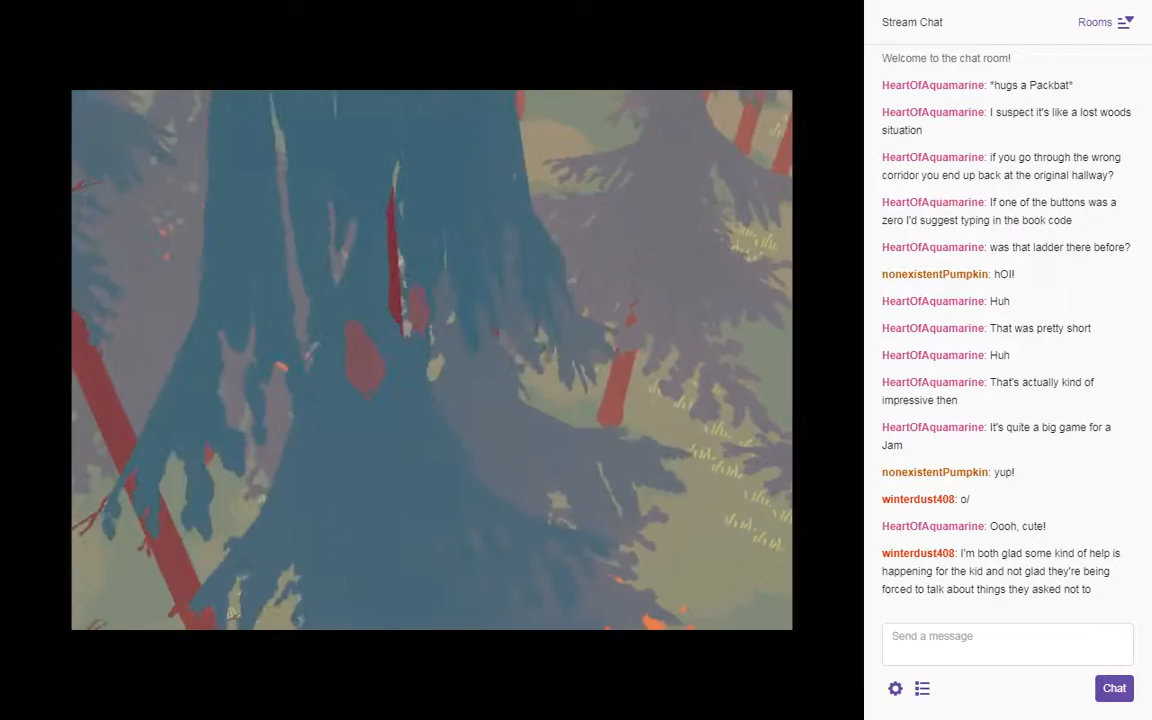 Stream Chat
Rooms
Welcome to the chat room!
HeartOfAquamarine: *hugs a Packbat*
HeartOfAquamarine: I suspect it's like a lost woods
situation
HeartOfAquamarine: if you go through the wrong
corridor you end up back at the original hallway?
HeartOfAquamarine: If one of the buttons was a
zero I'd suggest typing in the book code
HeartOfAquamarine: was that ladder there before?
nonexistentPumpkin: hOI!
HeartOfAquamarine: Huh
HeartOfAquamarine: That was pretty short
HeartOfAquamarine: Huh
HeartOfAquamarine: That's actually kind of
impressive then
HeartOfAquamarine: It's quite a big game for a
Jam
nonexistentPumpkin: yup!
winterdust408: o/
HeartOfAquamarine: Oooh, cute!
winterdust408: I'm both glad some kind of help is
happening for the kid and not glad they're being
forced to talk about things they asked not to
Send a message
Chat